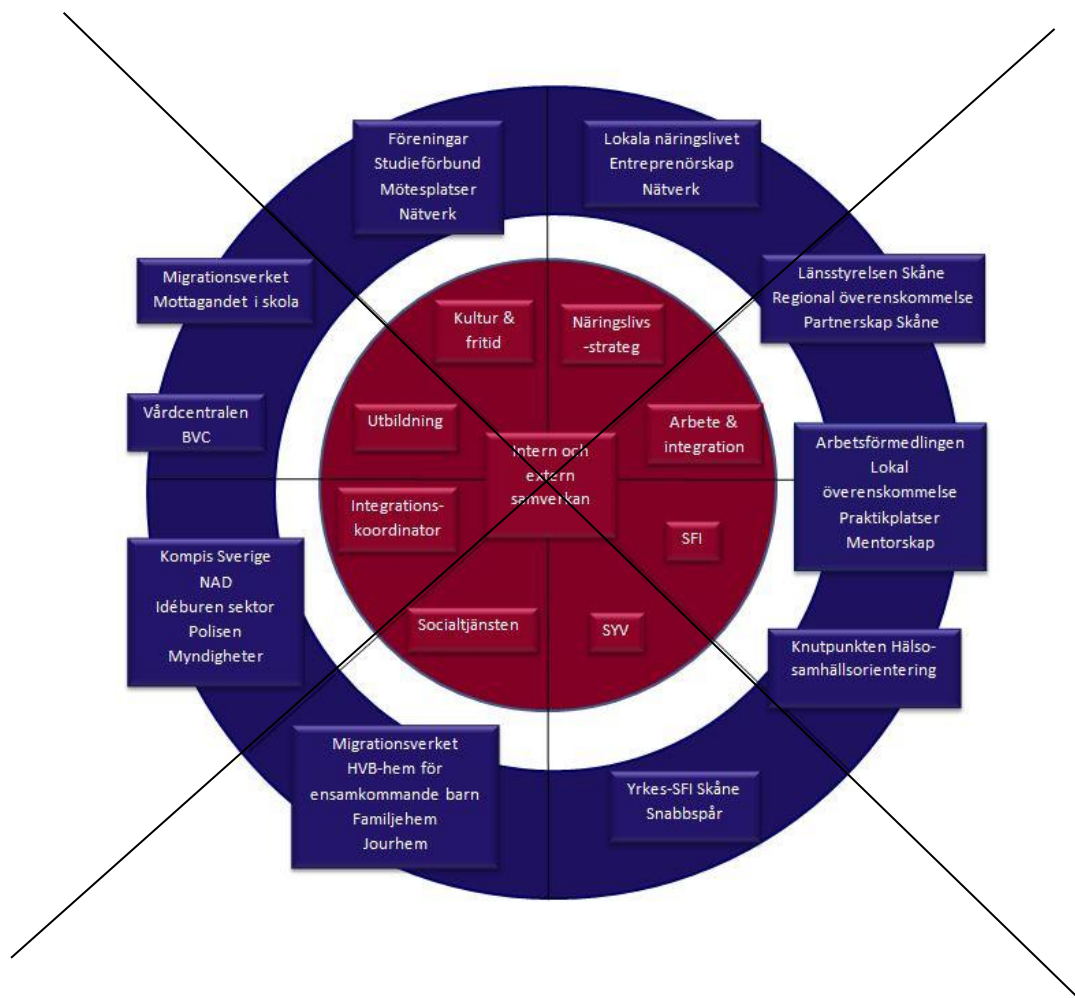 Föreningar
Studieförbund
Mötesplatser
Nätverk
Lokala näringslivet
Entreprenörskap
Nätverk
Migrationsverket
Mottagandet i skola
Länsstyrelsen Skåne
Regional överenskommelse
Partnerskap Skåne
Kultur &
fritid
Näringslivs
-strateg
Vårdcentralen
BVC
Utbildning
Arbete &
integration
Intern och
extern
samverkan
Arbetsförmedlingen
Lokal
överenskommelse
Praktikplatser
Mentorskap
Integrations-
koordinator
SFI
Kompis Sverige
NAD
Idéburen sektor
Polisen
Myndigheter
Socialtjänsten
SYV
Knutpunkten Hälso-
samhällsorientering
Migrationsverket
HVB-hem för
ensamkommande barn
Familjehem
Jourhem
Yrkes-SFI Skåne
Snabbspår